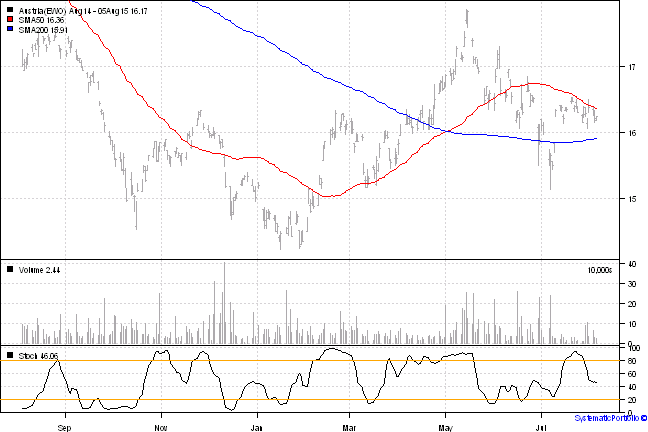 Austria(EWO) Aug14 - 05Aug15 16.17
SMA50 16.36
SMA200 15.91
17
16
15
Volume 2.44
10,000s
40
30
20
10
0
Stoch 46.06
100
80
60
40
20
0
Sep Nov Jan Mar May Jul
SystematicPortfolio ©